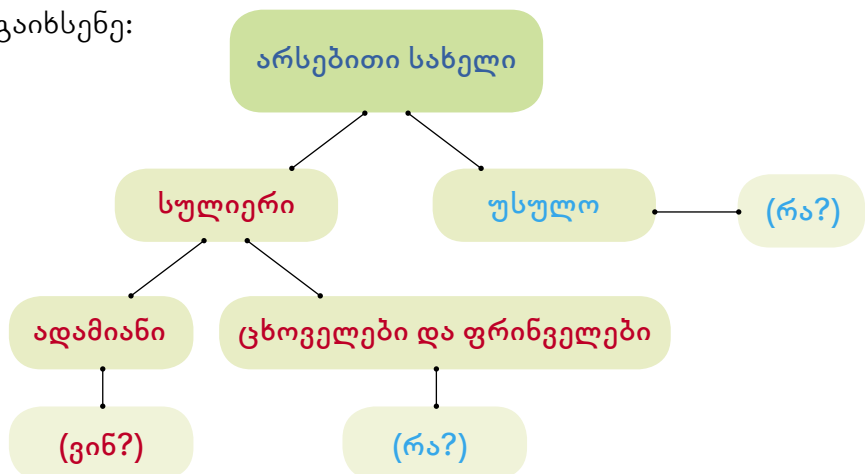 გაიხსენე:
არსებითი სახელი
სულიერი
უსულო
(რა?)
ადამიანი
ცხოველები და ფრინველები
(ვინ?)
(რა?)